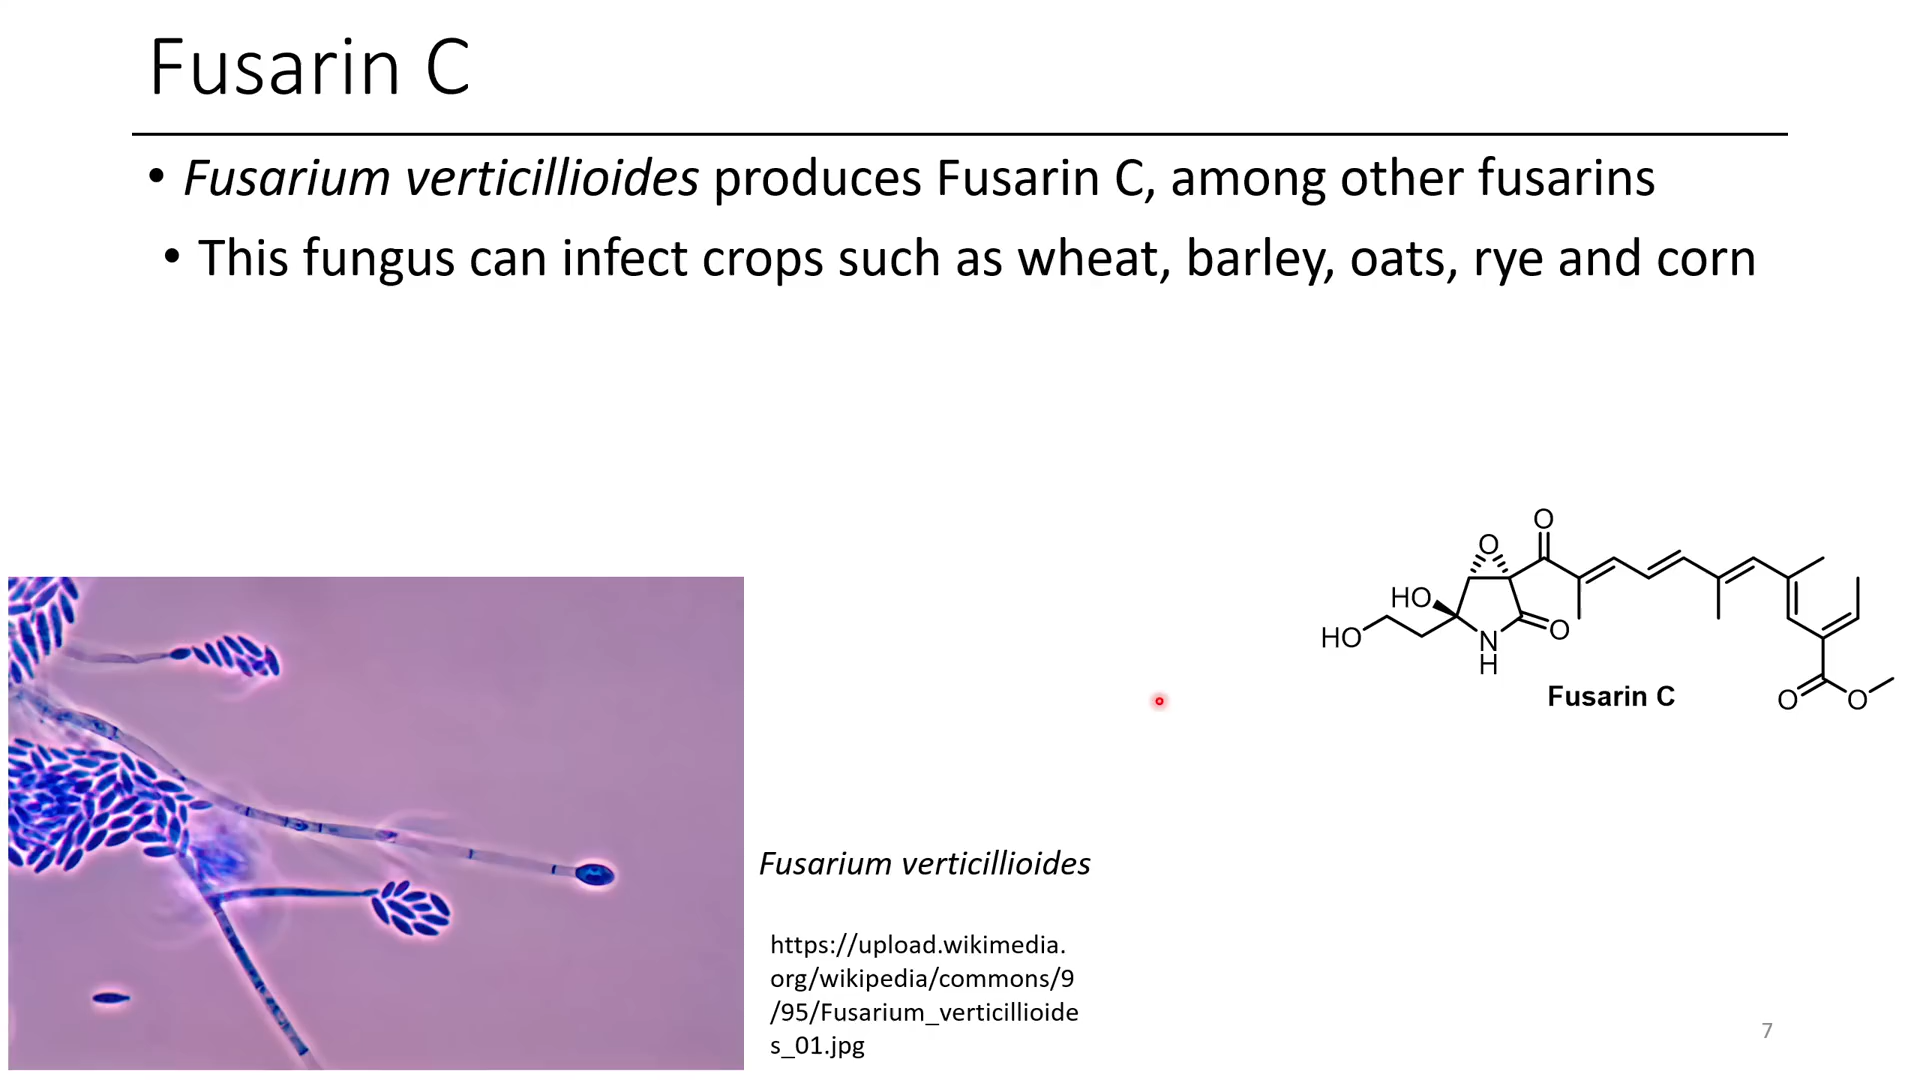 Fusarin C
• Fusarium verticillioides produces Fusarin C, among other fusarins
• This fungus can infect crops such as wheat, barley, oats, rye and corn
O
O
HO
HO
O
N
H
Fusarin C
O
O
Fusarium verticillioides
https://upload.wikimedia.
org/wikipedia/commons/9
/95/Fusarium_verticillioide
s_01.jpg
7